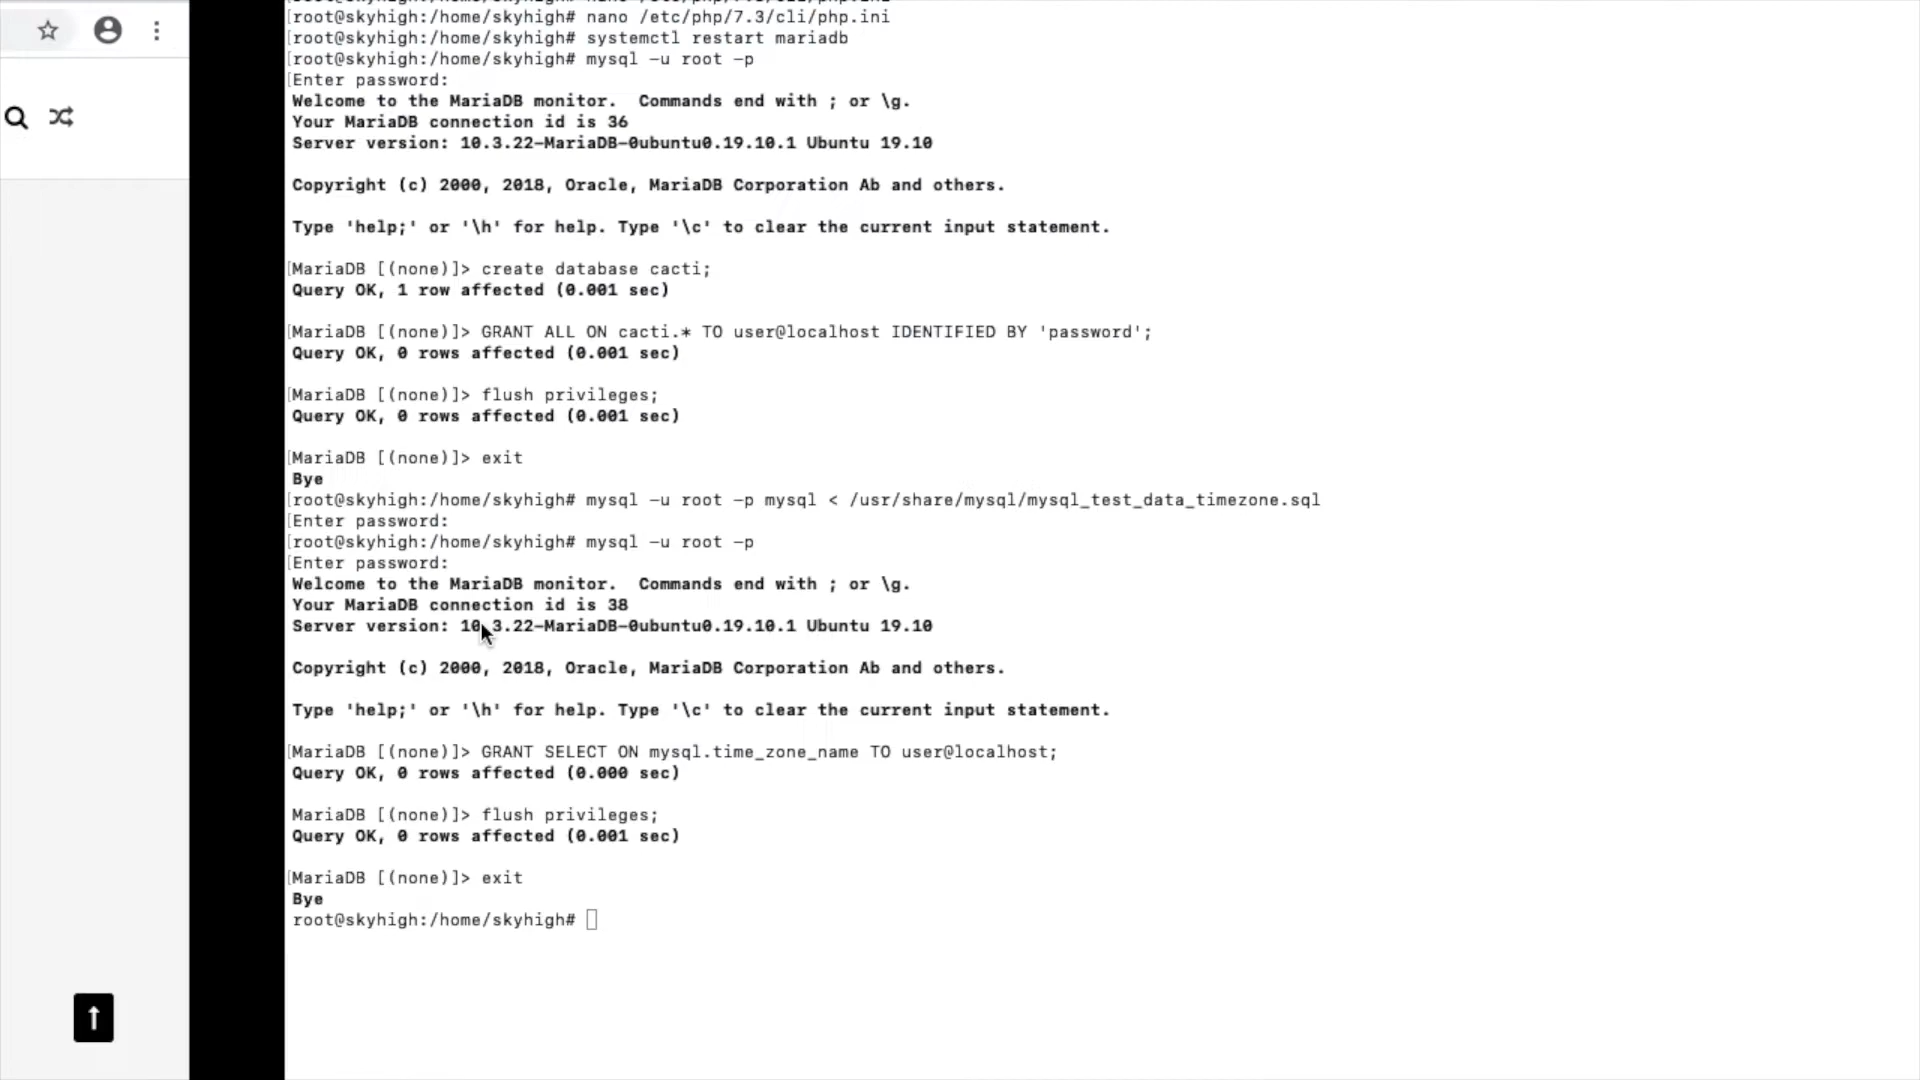 [root@skyhigh:/home/skyhigh# nano /etc/php/7.3/cli/php.ini
[root@skyhigh:/home/skyhigh# systemctl restart mariadb
[root@skyhigh:/home/skyhigh# mysql -u root -p
[Enter password:
Welcome to the MariaDB monitor.  Commands end with ; or \g.
Your MariaDB connection id is 36
Server version: 10.3.22-MariaDB-0ubuntu0.19.10.1 Ubuntu 19.10
Copyright (c) 2000, 2018, Oracle, MariaDB Corporation Ab and others.
Type 'help;' or '\h' for help. Type '\c' to clear the current input statement.
[MariaDB [(none)]> create database cacti;
Query OK, 1 row affected (0.001 sec)
[MariaDB [(none)]> GRANT ALL ON cacti.* TO user@localhost IDENTIFIED BY 'password';
Query OK, 0 rows affected (0.001 sec)
[MariaDB [(none)]> flush privileges;
Query OK, 0 rows affected (0.001 sec)
[MariaDB [(none)]> exit
Bye
[root@skyhigh:/home/skyhigh# mysql -u root -p mysql < /usr/share/mysql/mysql_test_data_timezone.sql
[Enter password:
[root@skyhigh:/home/skyhigh# mysql -u root -p
[Enter password:
Welcome to the MariaDB monitor.  Commands end with ; or \g.
Your MariaDB connection id is 38
Server version: 10.3.22-MariaDB-0ubuntu0.19.10.1 Ubuntu 19.10
Copyright (c) 2000, 2018, Oracle, MariaDB Corporation Ab and others.
Type 'help;' or '\h' for help. Type '\c' to clear the current input statement.
[MariaDB [(none)]> GRANT SELECT ON mysql.time_zone_name TO user@localhost;
Query OK, 0 rows affected (0.000 sec)
MariaDB [(none)]> flush privileges;
Query OK, 0 rows affected (0.001 sec)
[MariaDB [(none)]> exit
Bye
root@skyhigh:/home/skyhigh#